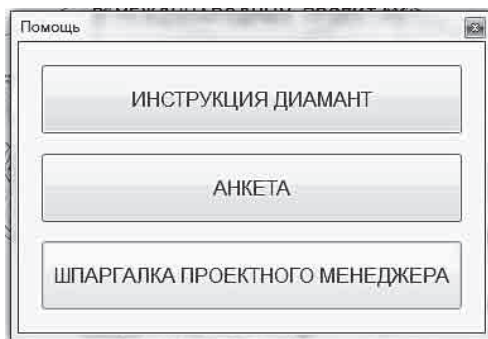 Помощь
ИНСТРУКЦИЯ ДИАМАНТ
АНКЕТА
ШПАРГАЛКА ПРОЕКТНОГО МЕНЕДЖЕРА